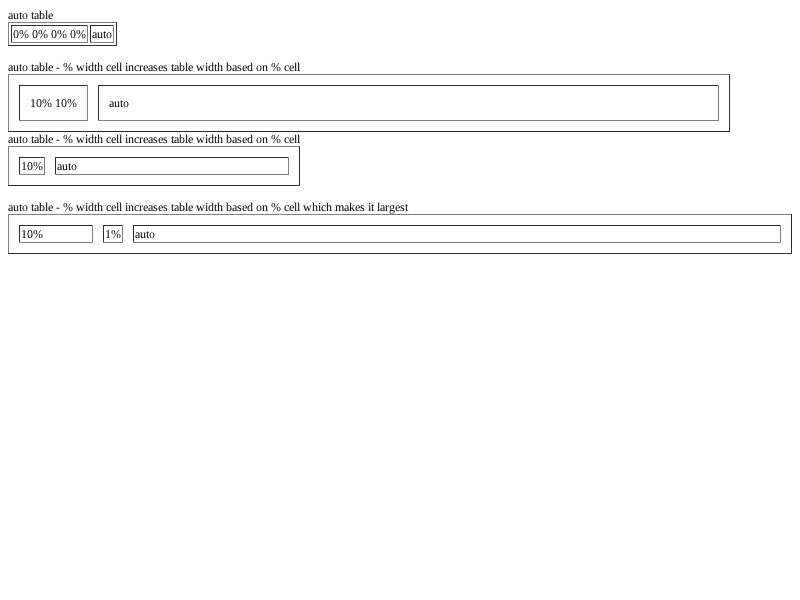 auto table
0% 0% 0% 0% auto
auto table - % width cell increases table width based on % cell
10% 10% auto
auto table - % width cell increases table width based on % cell
10% auto
auto table - % width cell increases table width based on % cell which makes it largest
10% 1% auto